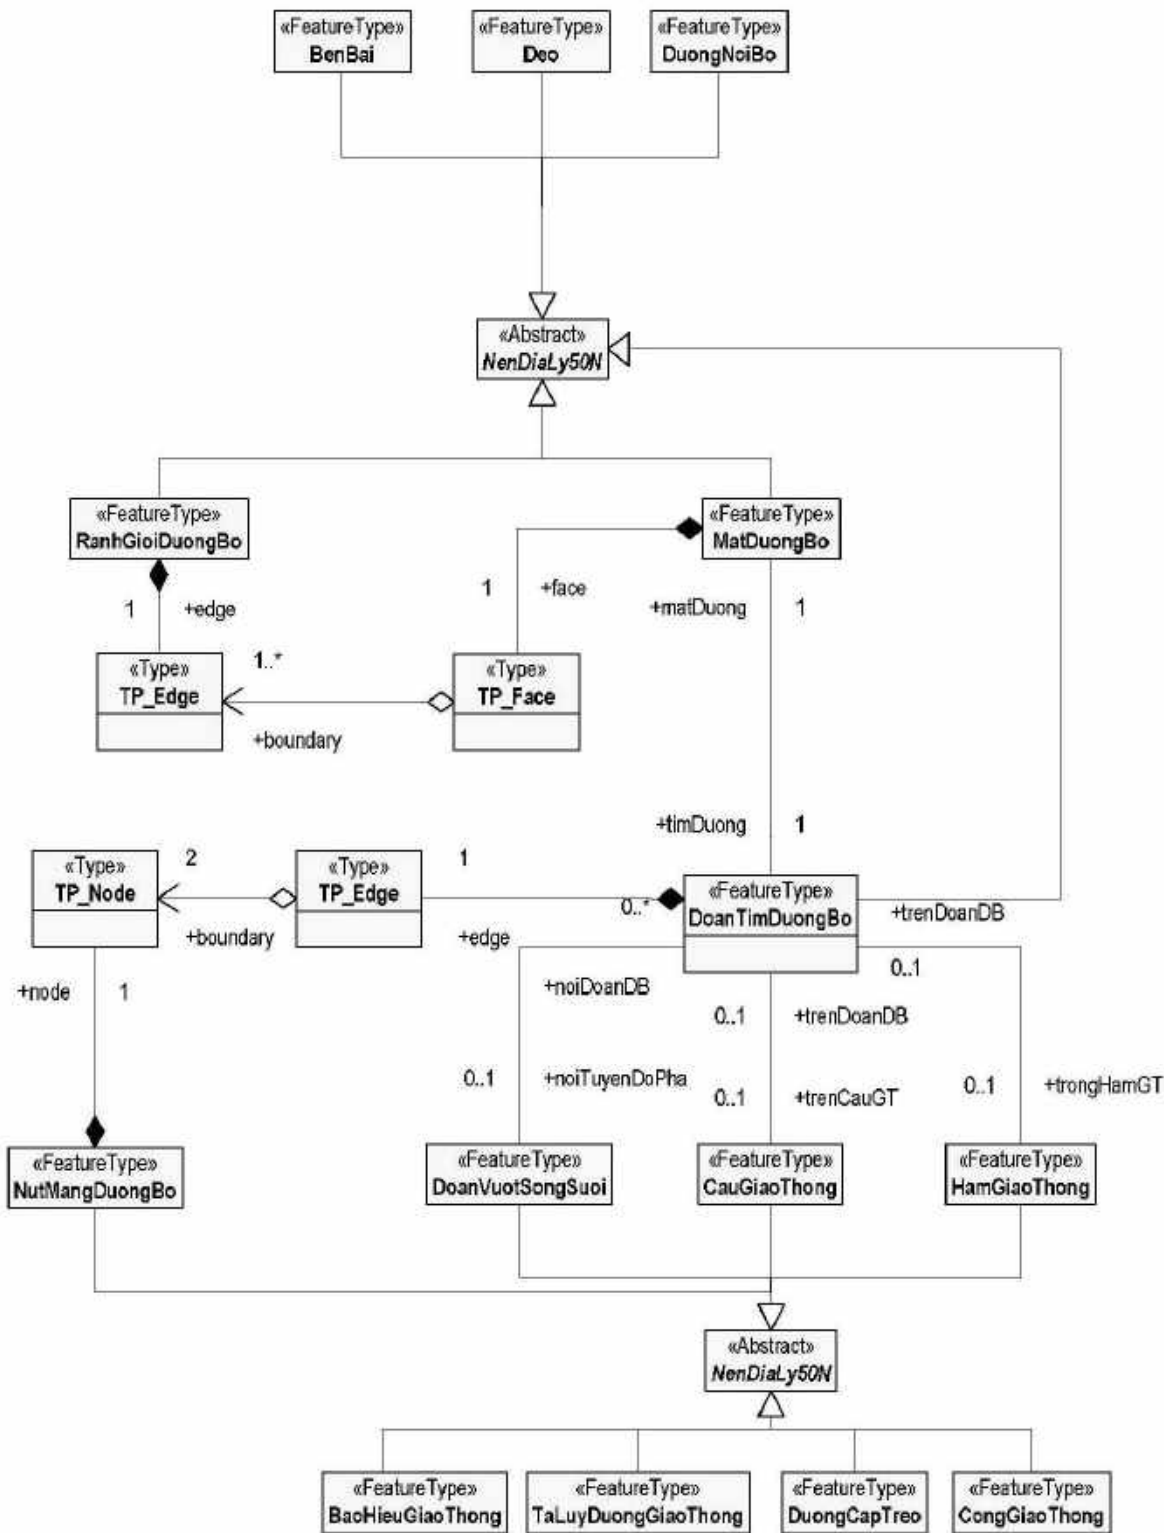 «FeatureType»
BenBai
«FeatureType»
Deo
«FeatureType»
DuongNoiBo
«Abstract»
NenDiaLy50N
«FeatureType»
RanhGioiDuongBo
«FeatureType»
MatDuongBo
1
+edge
1
+face
+matDuong
1
«Type»
TP_Edge
1..*
+boundary
«Type»
TP_Face
+timDuong
1
«Type»
TP_Node
2
+boundary
«Type»
TP_Edge
1
+edge
0..*
«FeatureType»
DoanTimDuongBo
+trenDoanDB
0..1
+node
1
+noiDoanDB
0..1
+trenDoanDB
0..1
+noiTuyenDoPha
0..1
+trenCauGT
0..1
+trongHamGT
«FeatureType»
NutMangDuongBo
«FeatureType»
DoanVuotSongSuoi
«FeatureType»
CauGiaoThong
«FeatureType»
HamGiaoThong
«Abstract»
NenDiaLy50N
«FeatureType»
BaoHieuGiaoThong
«FeatureType»
TaLuyDuongGiaoThong
«FeatureType»
DuongCapTreo
«FeatureType»
CongGiaoThong